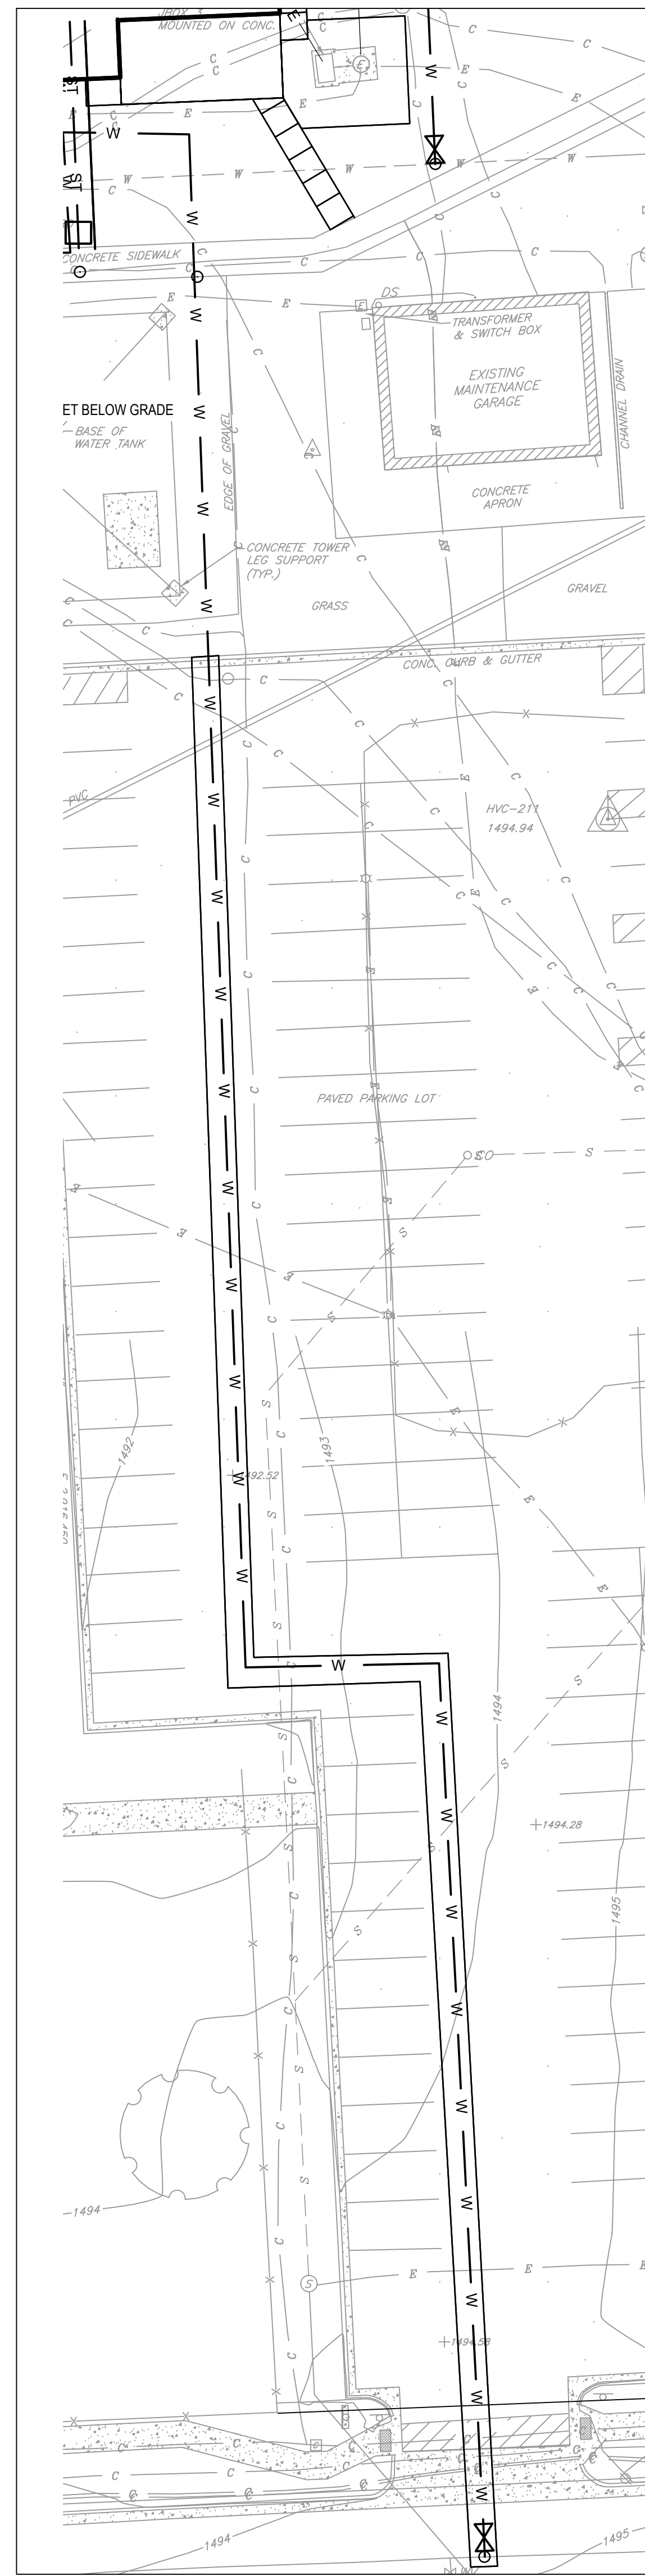 JBOX 3
MOUNTED ON CONC.
E
C
C
C
E
C
C
E
W
E
C
C
E
C
E
ST
C
W
W
W
W
W
W
ST
W
C
C
W
C
CONCRETE SIDEWALK
C
C
C
C
E
E
DS
E
TRANSFORMER
& SWITCH BOX
W
EXISTING
MAINTENANCE
GARAGE
C
CHANNEL DRAIN
ET BELOW GRADE
BASE OF
WATER TANK
W
EDGE OF GRAVEL
C
W
CONCRETE
APRON
W
CONCRETE TOWER
LEG SUPPORT
(TYP.)
C
W
GRASS
GRAVEL
C
C
C
C
CONC. CURB & GUTTER
C
C
C
W
C
C
C
C
PVC
W
E
HVC-211
1494.94
C
C
C
W
C
E
C
C
W
C
C
C
E
C
W
C
PAVED PARKING LOT
W
SCO
S
W
E
C
E
S
E
W
C
S
E
W
S
C
1492
1493
W
1492.52
S
E
W
S
C
W
E
S
W
S
C
W
1494
S
S
C
W
S
1494.28
S
C
W
S
1495
S
C
W
S
C
W
S
1494
C
W
S
E
E
C
W
1494.58
C
W
C
C
C
C
W
C
C
C
1494
1495